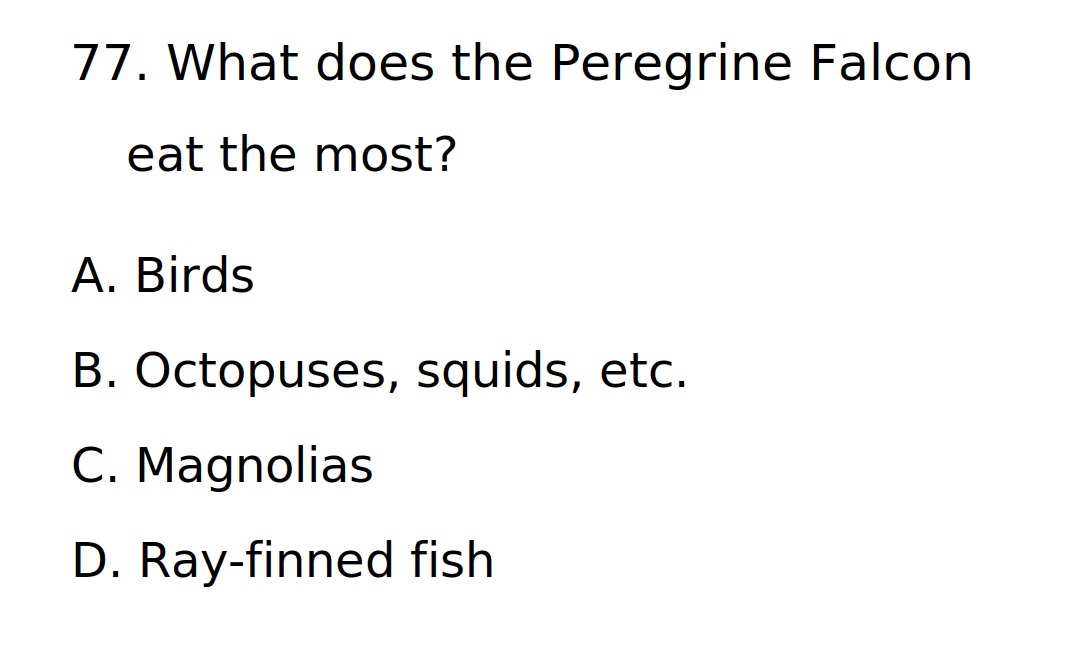 77. What does the Peregrine Falcon
eat the most?
A. Birds
B. Octopuses, squids, etc.
C. Magnolias
D. Ray-finned fish